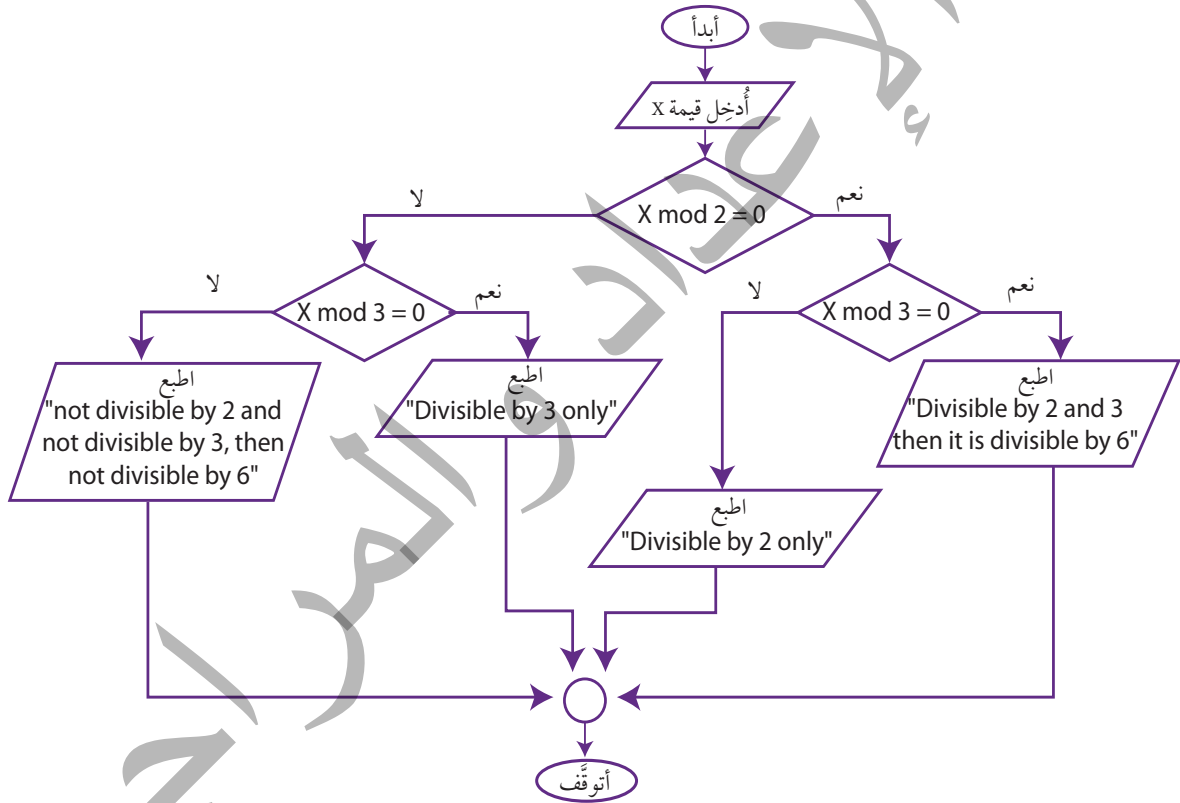 أبدأ
أُدخِل قيمة X
X mod 2 = 0
نعم
لا
X mod 3 = 0
نعم
لا
X mod 3 = 0
نعم
لا
اطبع
"Divisible by 2 and 3
then it is divisible by 6"
اطبع
"Divisible by 2 only"
اطبع
"Divisible by 3 only"
اطبع
"not divisible by 2 and
not divisible by 3, then
not divisible by 6"
أتوقَّف